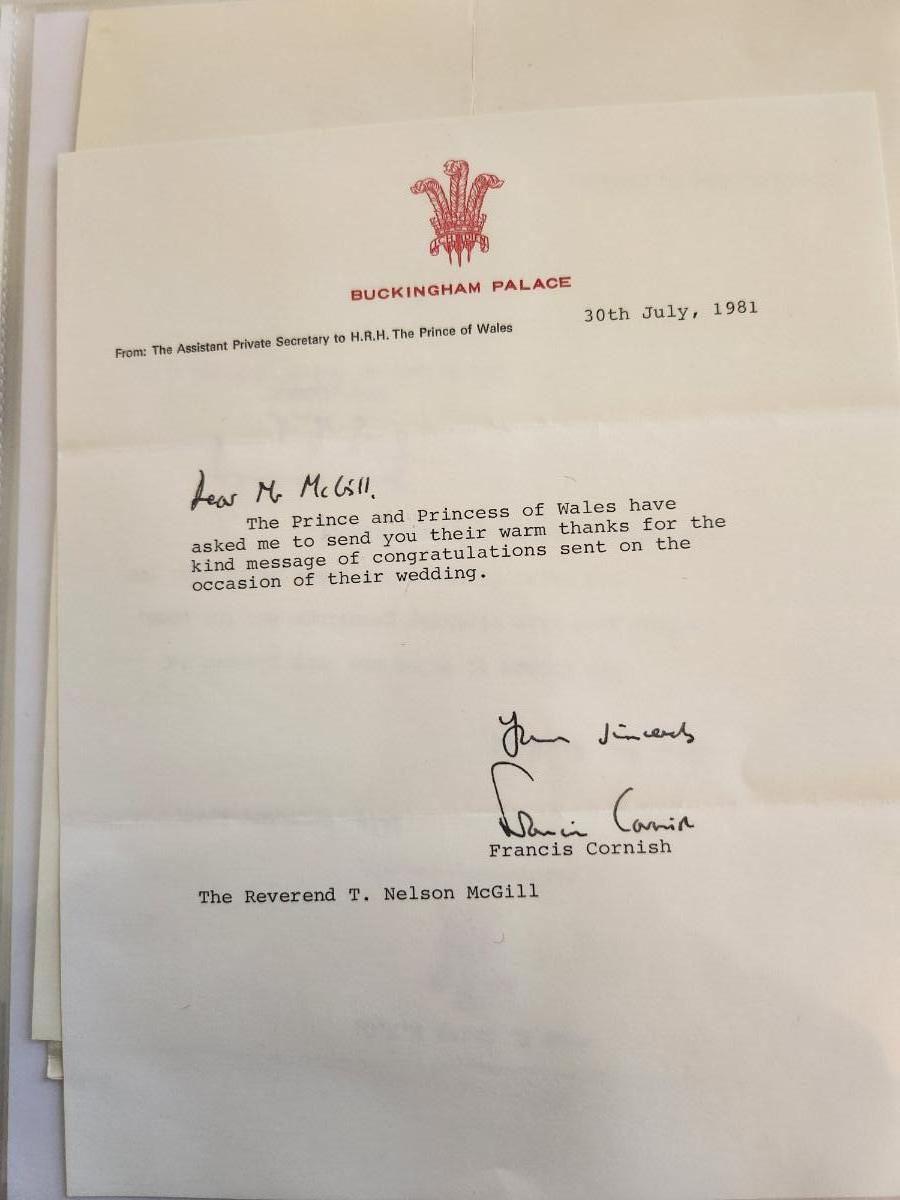 BUCKINGHAM PALACE
30th July, 1981
From: The Assistant Private Secretary to H.R.H. The Prince of Wales
Dear Mr McGill,
The Prince and Princess of Wales have
asked me to send you their warm thanks for the
kind message of congratulations sent on the
occasion of their wedding.
Yours sincerely
Francis Cornish
Francis Cornish
The Reverend T. Nelson McGill